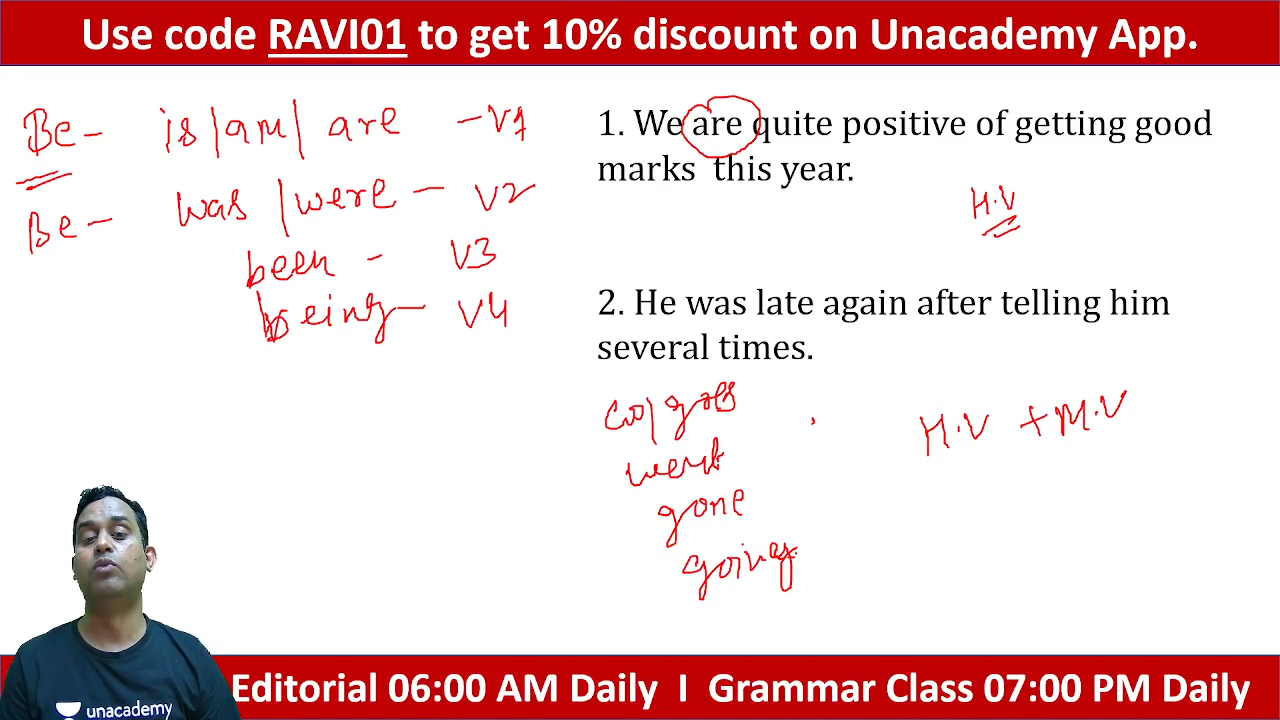 Use code RAVI01 to get 10% discount on Unacademy App.
Be - is/am/are - V1
Be - was/were - V2
been - V3
being - V4
1. We are quite positive of getting good
marks this year.
H.V
2. He was late again after telling him
several times.
Go/goes
went
gone
going
H.V + M.V
unacademy
Editorial 06:00 AM Daily I Grammar Class 07:00 PM Daily